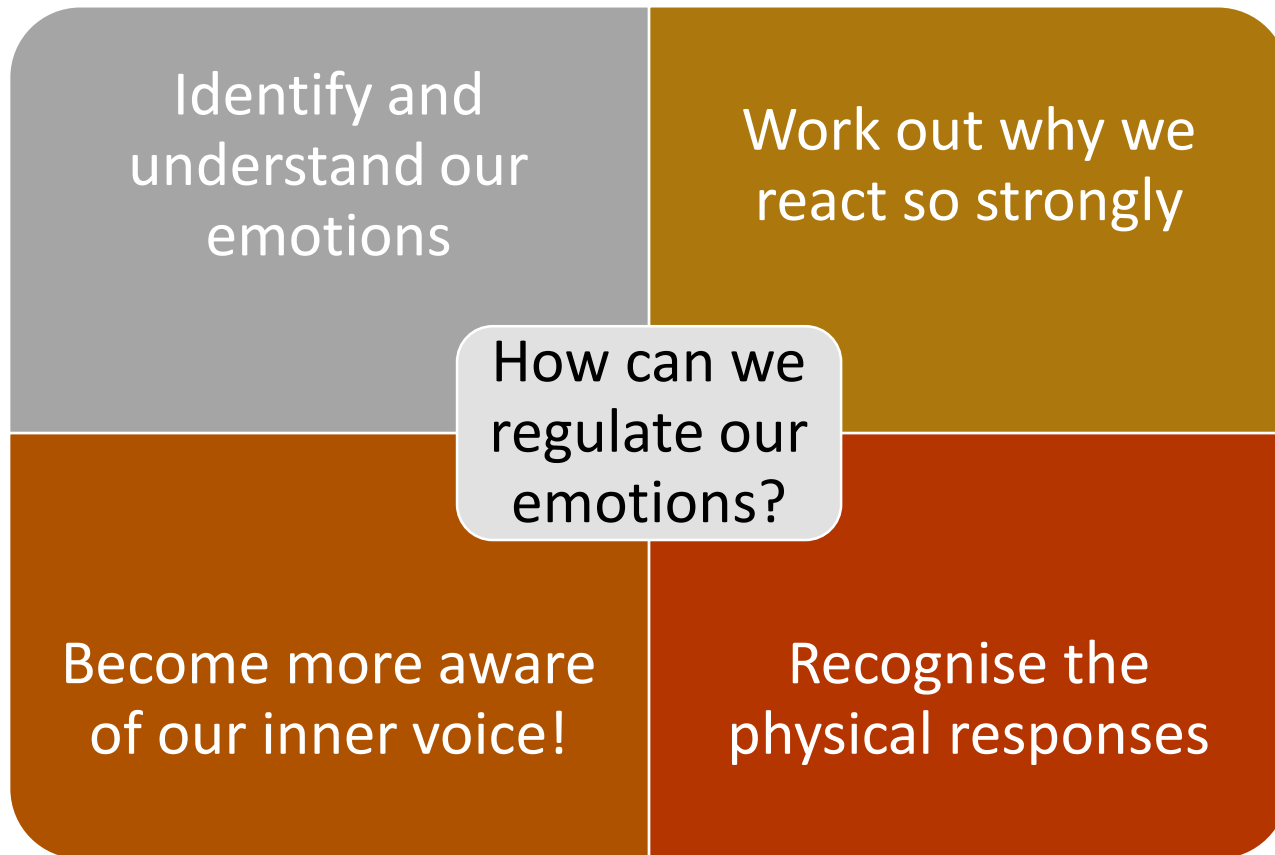 Identify and
understand our
emotions
Work out why we
react so strongly
How can we
regulate our
emotions?
Become more aware
of our inner voice!
Recognise the
physical responses